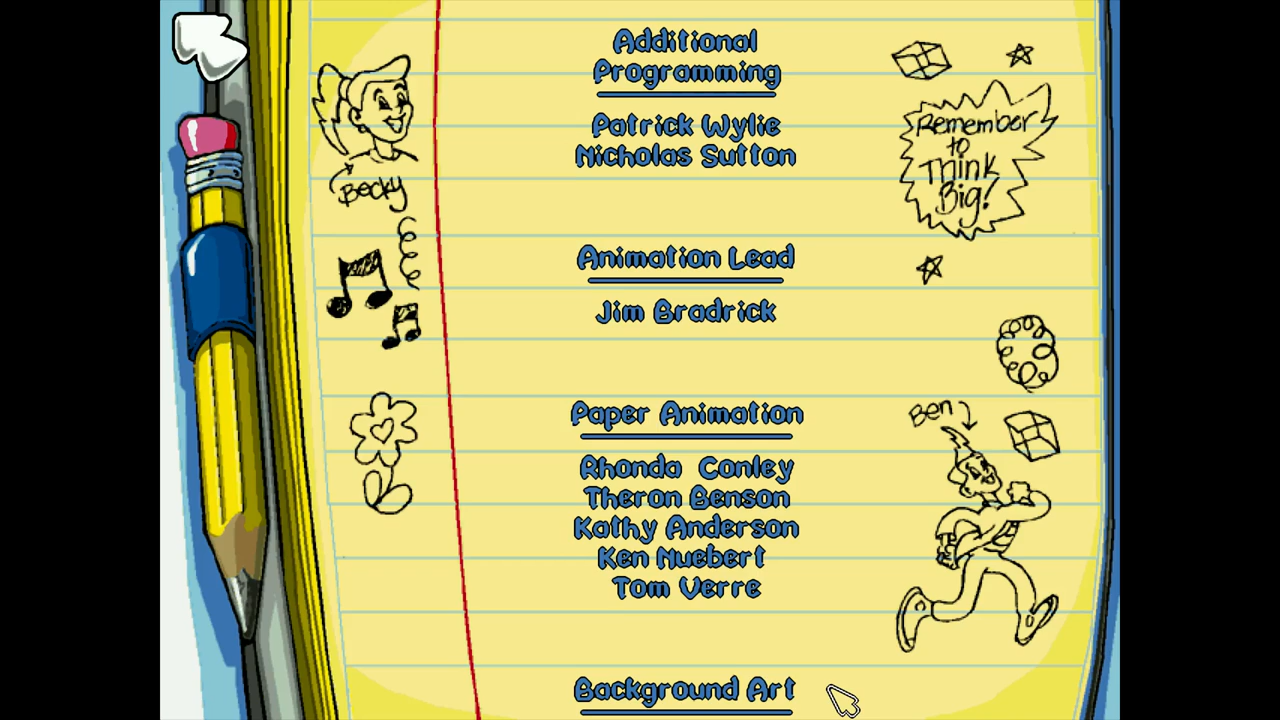 Additional
Programming
Patrick Wylie
Nicholas Sutton
Becky
Remember
to
Think
Big!
Animation Lead
Jim Bradrick
Paper Animation
Ben
Rhonda Conley
Theron Benson
Kathy Anderson
Ken Nuebert
Tom Verre
Background Art